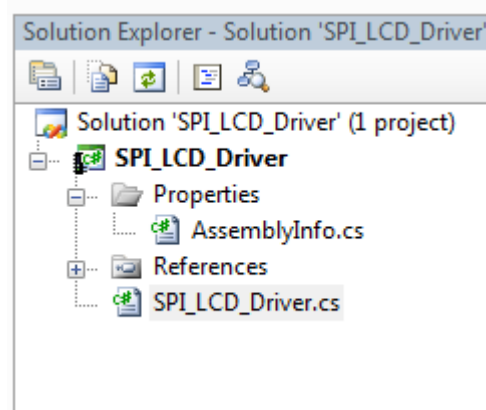 Solution Explorer - Solution 'SPI_LCD_Driver'
Solution 'SPI_LCD_Driver' (1 project)
SPI_LCD_Driver
Properties
AssemblyInfo.cs
References
SPI_LCD_Driver.cs